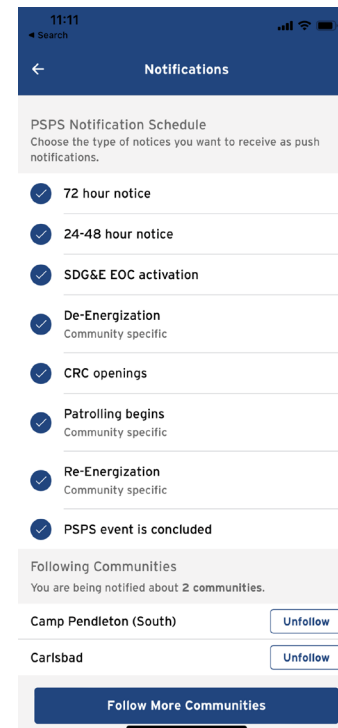 11:11
◀ Search
Notifications
PSPS Notification Schedule
Choose the type of notices you want to receive as push
notifications.
72 hour notice
24-48 hour notice
SDG&E EOC activation
De-Energization
Community specific
CRC openings
Patrolling begins
Community specific
Re-Energization
Community specific
PSPS event is concluded
Following Communities
You are being notified about 2 communities.
Camp Pendleton (South)
Unfollow
Carlsbad
Unfollow
Follow More Communities